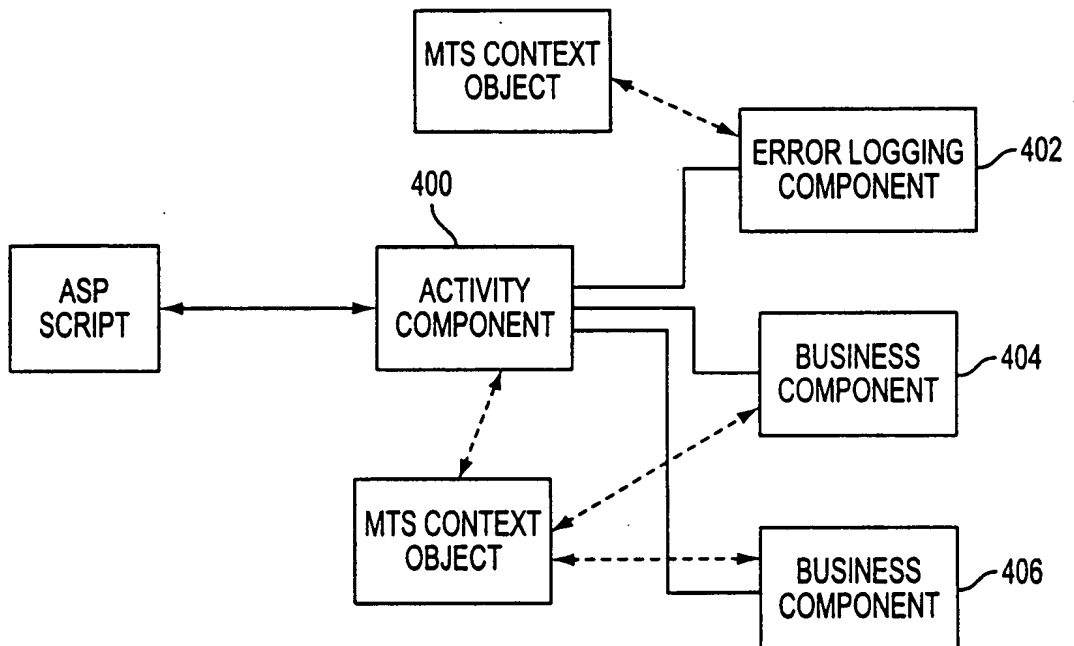 MTS CONTEXT
OBJECT
ERROR LOGGING
COMPONENT
402
400
ASP
SCRIPT
ACTIVITY
COMPONENT
BUSINESS
COMPONENT
404
MTS CONTEXT
OBJECT
BUSINESS
COMPONENT
406